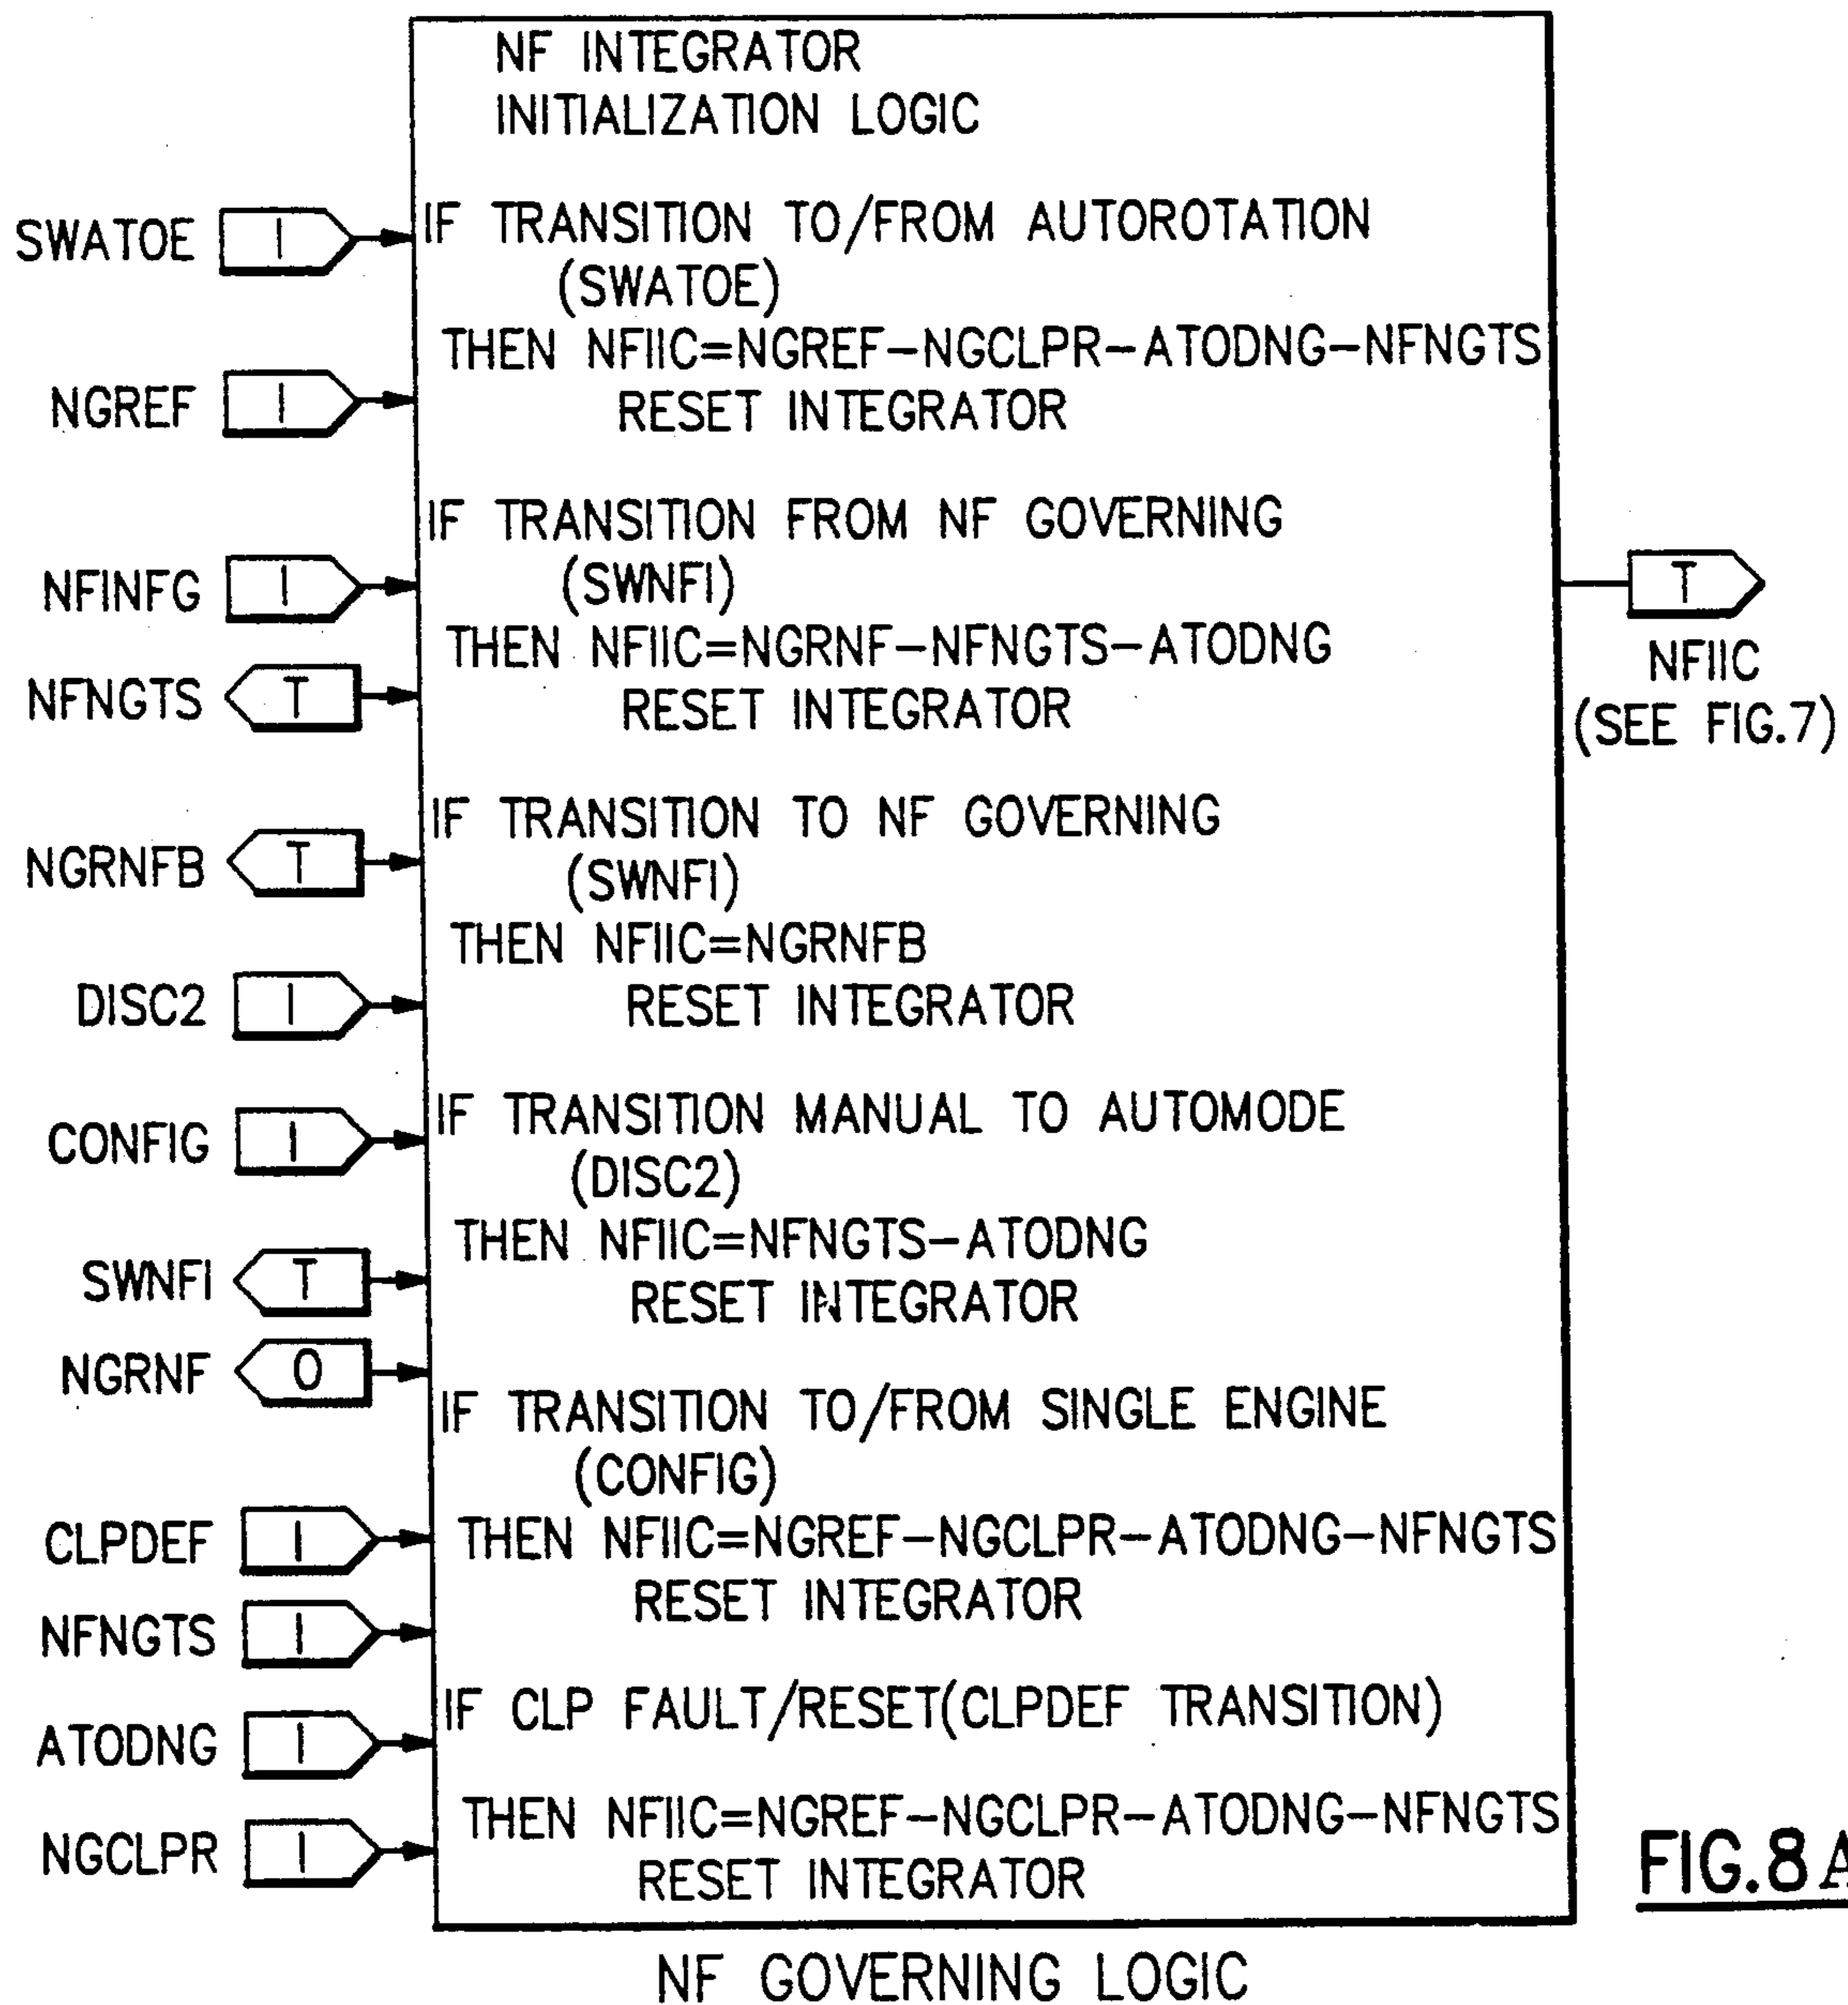 NF INTEGRATOR
INITIALIZATION LOGIC
SWATOE I
IF TRANSITION TO/FROM AUTOROTATION
(SWATOE)
THEN NFIIC=NGREF-NGCLPR-ATODNG-NFNGTS
NGREF I
RESET INTEGRATOR
IF TRANSITION FROM NF GOVERNING
NFINFG I
(SWNFI)
THEN NFIIC=NGRNF-NFNGTS-ATODNG
NFNGTS T
RESET INTEGRATOR
T
NFIIC
(SEE FIG.7)
IF TRANSITION TO NF GOVERNING
NGRNFB T
(SWNFI)
THEN NFIIC=NGRNFB
DISC2 I
RESET INTEGRATOR
IF TRANSITION MANUAL TO AUTOMODE
CONFIG I
(DISC2)
THEN NFIIC=NFNGTS-ATODNG
SWNFI T
RESET INTEGRATOR
NGRNF O
IF TRANSITION TO/FROM SINGLE ENGINE
(CONFIG)
CLPDEF I
THEN NFIIC=NGREF-NGCLPR-ATODNG-NFNGTS
RESET INTEGRATOR
NFNGTS I
IF CLP FAULT/RESET(CLPDEF TRANSITION)
ATODNG I
THEN NFIIC=NGREF-NGCLPR-ATODNG-NFNGTS
NGCLPR I
RESET INTEGRATOR
FIG.8A
NF GOVERNING LOGIC